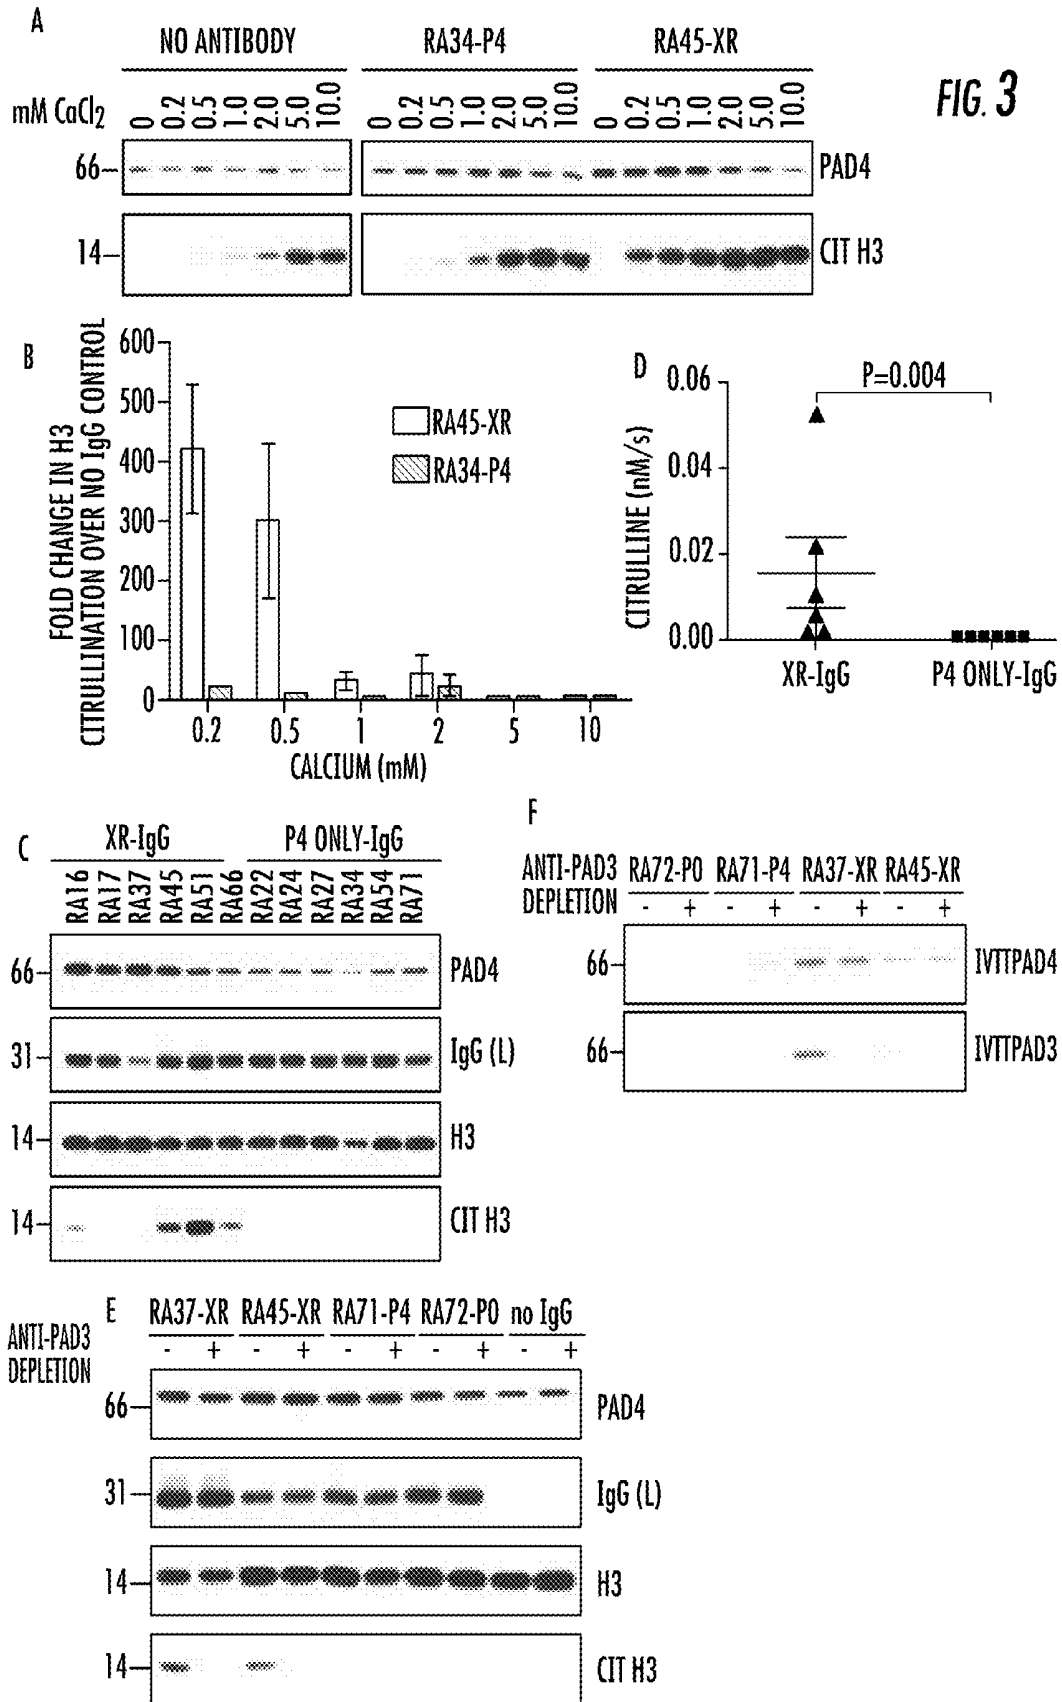 A
NO ANTIBODY RA34-P4 RA45-XR
FIG. 3
mM CaCl2 0 0.2 0.5 1.0 2.0 5.0 10.0 0 0.2 0.5 1.0 2.0 5.0 10.0 0 0.2 0.5 1.0 2.0 5.0 10.0
66 PAD4
14 CIT H3
B
FOLD CHANGE IN H3
CITRULLINATION OVER NO IgG CONTROL
600
500
400
300
200
100
0
RA45-XR
RA34-P4
0.2 0.5 1 2 5 10
CALCIUM (mM)
D
P=0.004
CITRULLINE (nM/s)
0.06
0.04
0.02
0.00
XR-IgG P4 ONLY-IgG
C
XR-IgG P4 ONLY-IgG
RA16 RA17 RA37 RA45 RA51 RA66 RA22 RA24 RA27 RA34 RA54 RA71
66 PAD4
31 IgG (L)
14 H3
14 CIT H3
F
ANTI-PAD3
DEPLETION
RA72-P0 RA71-P4 RA37-XR RA45-XR
- + - + - + - +
66 IVTTPAD4
66 IVTTPAD3
E
RA37-XR RA45-XR RA71-P4 RA72-P0 no IgG
ANTI-PAD3
DEPLETION
- + - + - + - + - +
66 PAD4
31 IgG (L)
14 H3
14 CIT H3